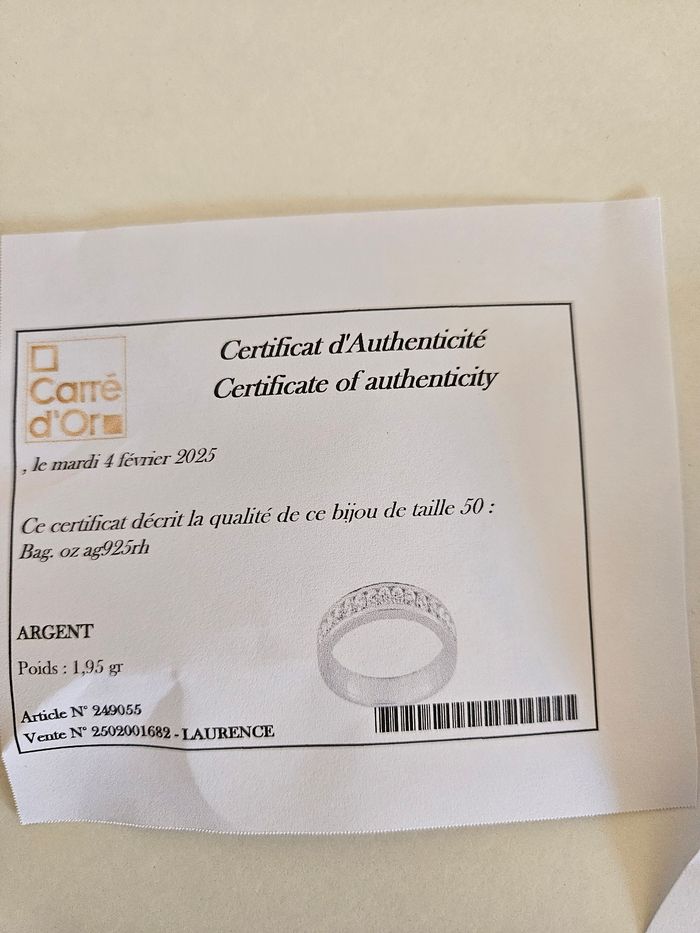 Carré
d'Or
Certificat d'Authenticité
Certificate of authenticity
, le mardi 4 février 2025
Ce certificat décrit la qualité de ce bijou de taille 50 :
Bag. oz ag925rh
ARGENT
Poids : 1,95 gr
Article N° 249055
Vente N° 2502001682 - LAURENCE